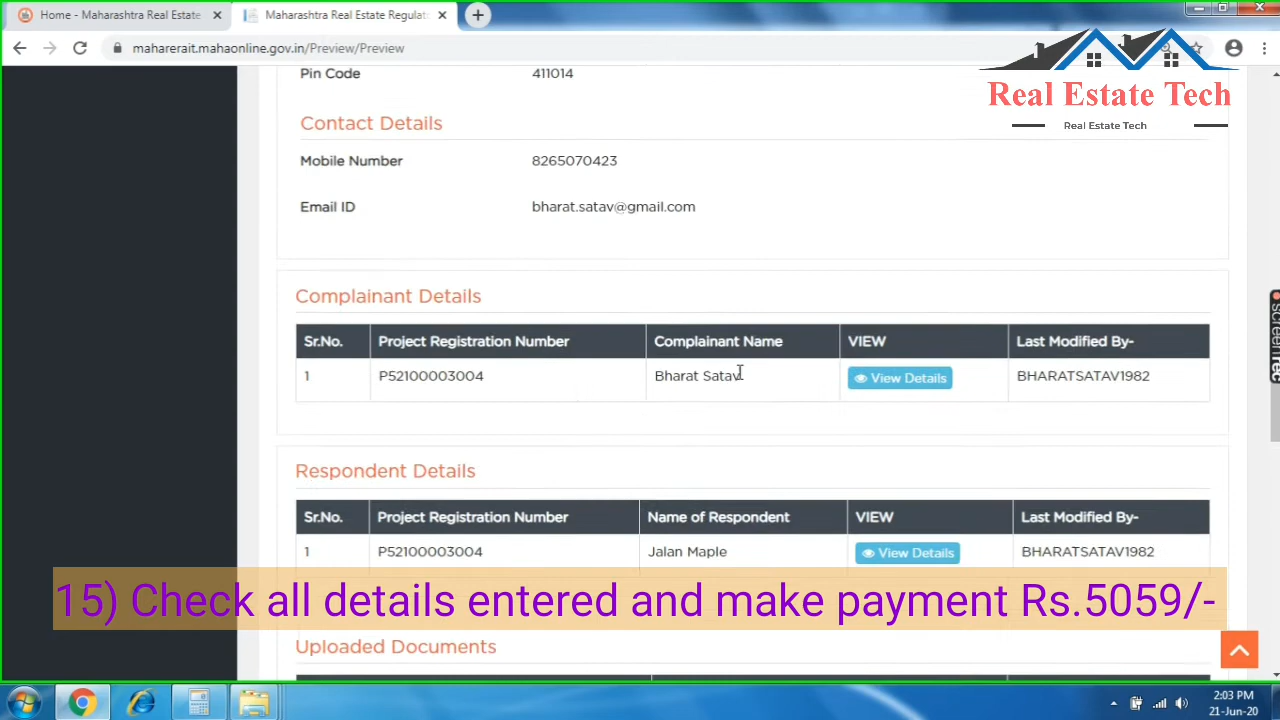 Home - Maharashtra Real Estate
Maharashtra Real Estate Regulat
maharerait.mahaonline.gov.in/Preview/Preview
Real Estate Tech
Real Estate Tech
Pin Code 411014
Contact Details
Mobile Number 8265070423
Email ID bharat.satav@gmail.com
Complainant Details
Sr.No. Project Registration Number Complainant Name VIEW Last Modified By-
1 P52100003004 Bharat Satav View Details BHARATSATAV1982
Respondent Details
Sr.No. Project Registration Number Name of Respondent VIEW Last Modified By-
1 P52100003004 Jalan Maple View Details BHARATSATAV1982
15) Check all details entered and make payment Rs.5059/-
Uploaded Documents
screenrec
2:03 PM
21-Jun-20